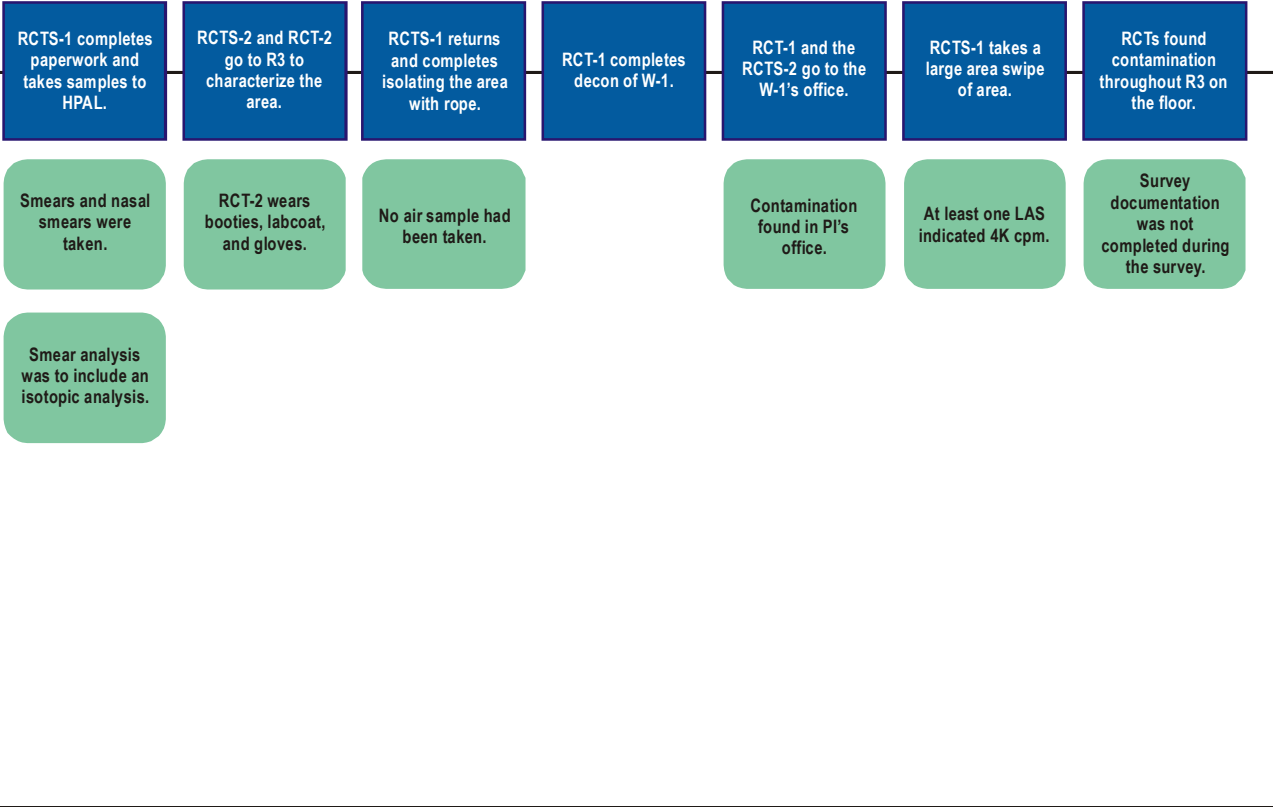 RCTS-1 completes
paperwork and
takes samples to
HPAL.
RCTS-2 and RCT-2
go to R3 to
characterize the
area.
RCTS-1 returns
and completes
isolating the area
with rope.
RCT-1 completes
decon of W-1.
RCT-1 and the
RCTS-2 go to the
W-1's office.
RCTS-1 takes a
large area swipe
of area.
RCTs found
contamination
throughout R3 on
the floor.
Smears and nasal
smears were
taken.
RCT-2 wears
booties, labcoat,
and gloves.
No air sample had
been taken.
Contamination
found in PI's
office.
At least one LAS
indicated 4K cpm.
Survey
documentation
was not
completed during
the survey.
Smear analysis
was to include an
isotopic analysis.